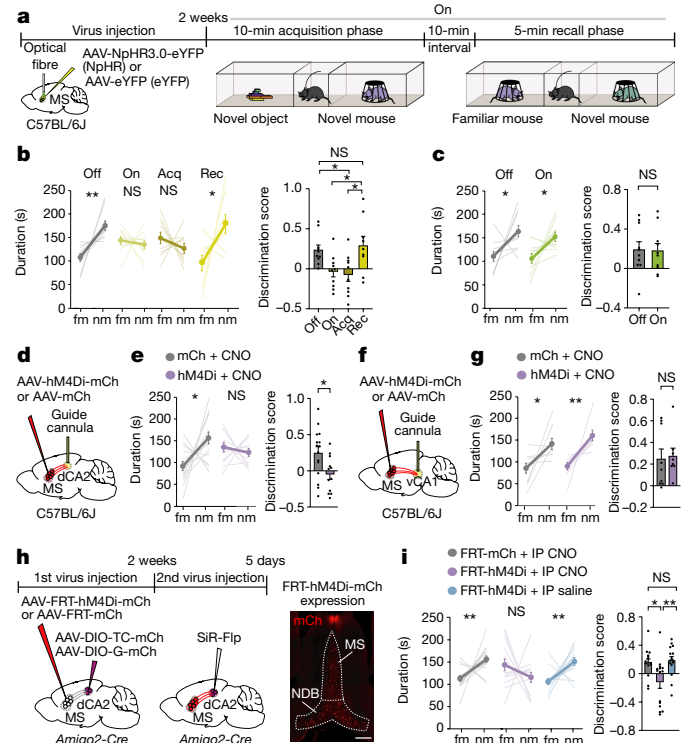 a
On
2 weeks
Virus injection
10-min acquisition phase
10-min
interval
5-min recall phase
Optical
fibre
AAV-NpHR3.0-eYFP
(NpHR) or
AAV-eYFP (eYFP)
MS
C57BL/6J
Novel object
Novel mouse
Familiar mouse
Novel mouse
b
Off On Acq Rec
** NS NS *
Duration (s)
250
200
150
100
50
0
fm nm fm nm fm nm fm nm
NS
*
*
*
Discrimination score
1.0
0.5
0
−0.5
Off
On
Acq
Rec
c
Off On
* *
Duration (s)
250
200
150
100
50
0
fm nm fm nm
NS
Discrimination score
0.8
0.4
0
−0.4
Off On
d
AAV-hM4Di-mCh
or AAV-mCh
Guide
cannula
dCA2
MS
C57BL/6J
e
mCh + CNO
hM4Di + CNO
* NS
Duration (s)
250
200
150
100
50
0
fm nm fm nm
*
Discrimination score
1.0
0.5
0
−0.5
f
AAV-hM4Di-mCh
or AAV-mCh
Guide
cannula
MS
vCA1
C57BL/6J
g
mCh + CNO
hM4Di + CNO
* **
Duration (s)
250
200
150
100
50
0
fm nm fm nm
NS
Discrimination score
0.8
0.6
0.4
0.2
0
−0.2
h
2 weeks
5 days
1st virus injection
2nd virus injection
AAV-FRT-hM4Di-mCh
or AAV-FRT-mCh
AAV-DIO-TC-mCh
AAV-DIO-G-mCh
SiR-Flp
dCA2
MS
Amigo2-Cre
dCA2
MS
Amigo2-Cre
FRT-hM4Di-mCh
expression
mCh
MS
NDB
i
FRT-mCh + IP CNO
FRT-hM4Di + IP CNO
FRT-hM4Di + IP saline
** NS **
Duration (s)
250
200
150
100
50
0
fm nm fm nm fm nm
NS
* **
Discrimination score
0.8
0.4
0
−0.4
−0.8